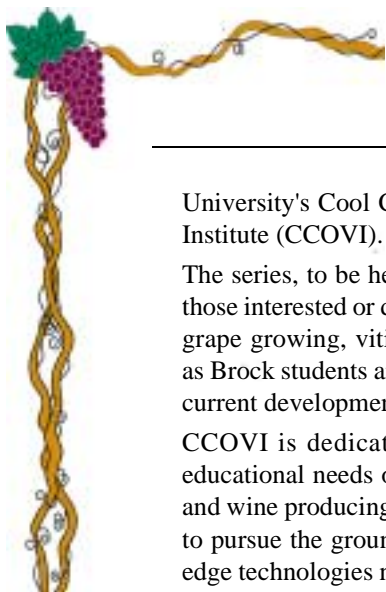 University's Cool C
Institute (CCOVI).
The series, to be he
those interested or c
grape growing, viti
as Brock students a
current developmen
CCOVI is dedicat
educational needs o
and wine producing
to pursue the groun
edge technologies n